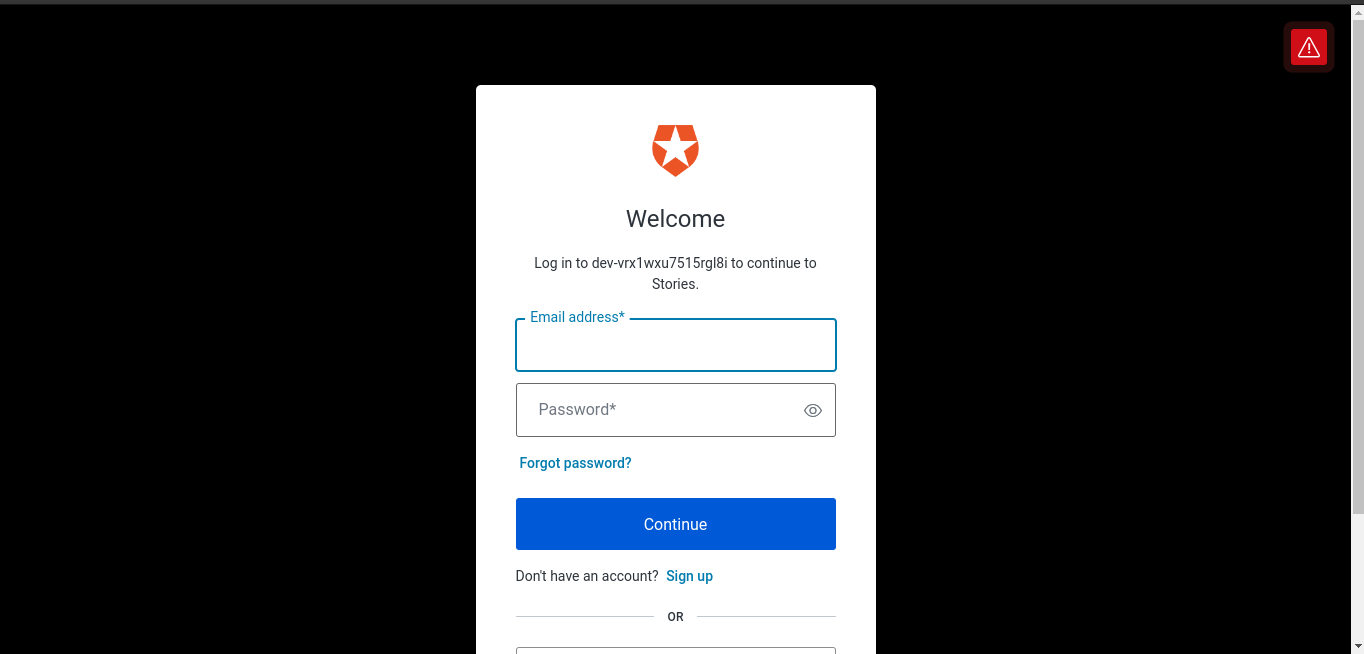 Welcome
Log in to dev-vrx1wxu7515rgl8i to continue to
Stories.
Email address*
Password*
Forgot password?
Continue
Don't have an account? Sign up
OR